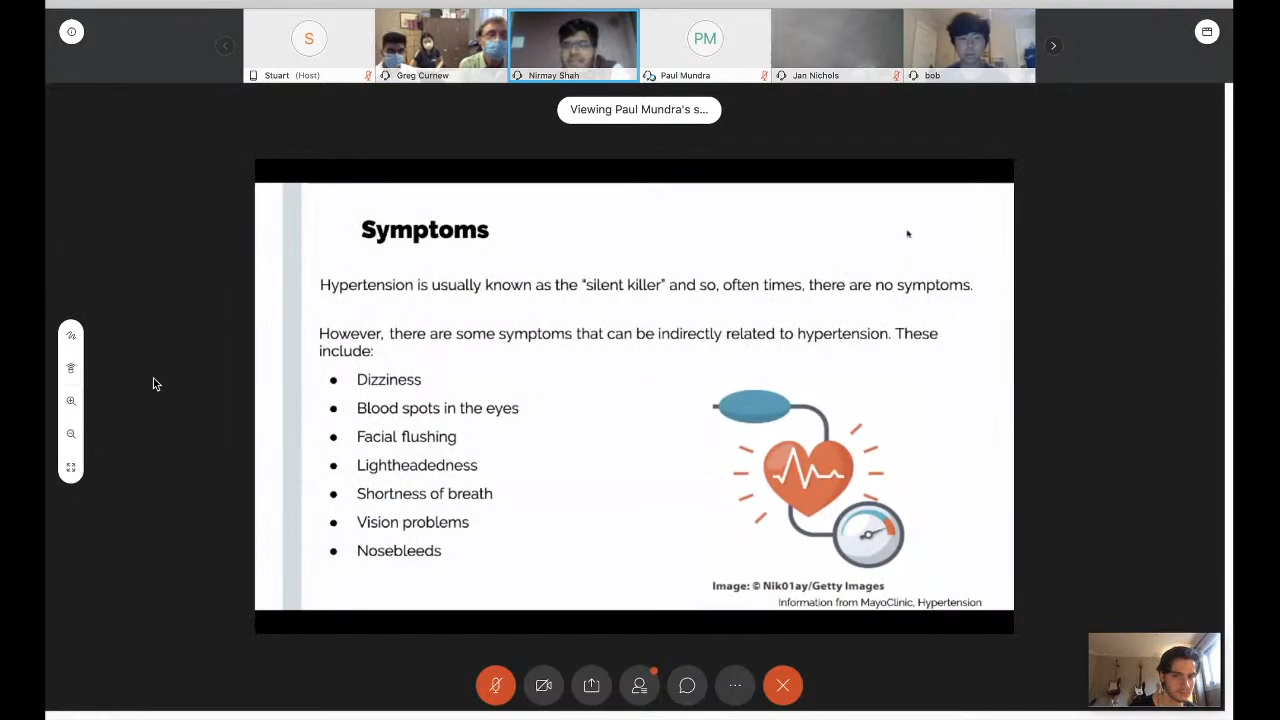 S
PM
Stuart (Host)
Greg Curnew
Nirmay Shah
Paul Mundra
Jan Nichols
bob
Viewing Paul Mundra's s...
Symptoms
Hypertension is usually known as the "silent killer" and so, often times, there are no symptoms.
However, there are some symptoms that can be indirectly related to hypertension. These
include:
● Dizziness
● Blood spots in the eyes
● Facial flushing
● Lightheadedness
● Shortness of breath
● Vision problems
● Nosebleeds
Image: © Nik01ay/Getty Images
Information from MayoClinic, Hypertension